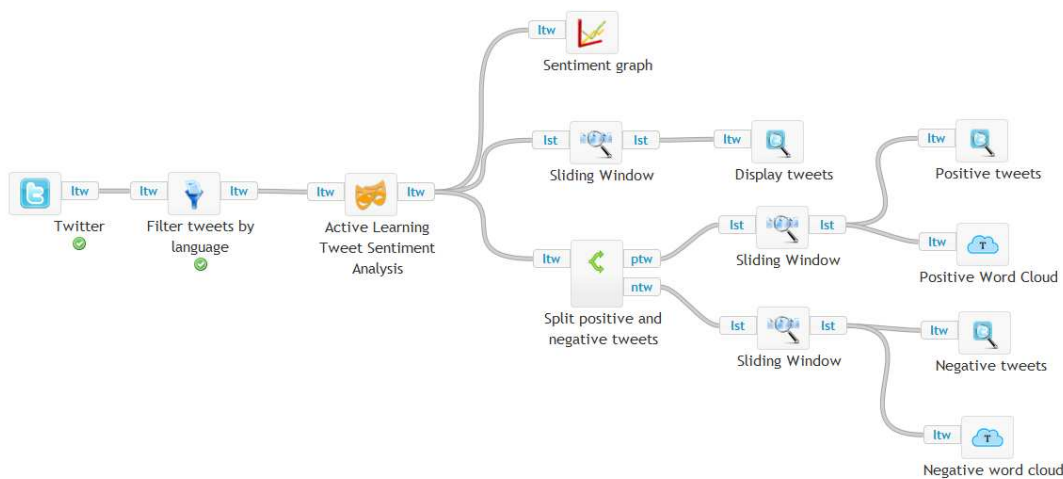 ltw
Sentiment graph
lst
lst
Sliding Window
ltw
Display tweets
ltw
Positive tweets
ltw
Twitter
ltw
ltw
Filter tweets by
language
ltw
ltw
Active Learning
Tweet Sentiment
Analysis
ltw
ptw
ntw
Split positive and
negative tweets
lst
lst
Sliding Window
ltw
T
Positive Word Cloud
lst
lst
Sliding Window
ltw
Negative tweets
ltw
T
Negative word cloud